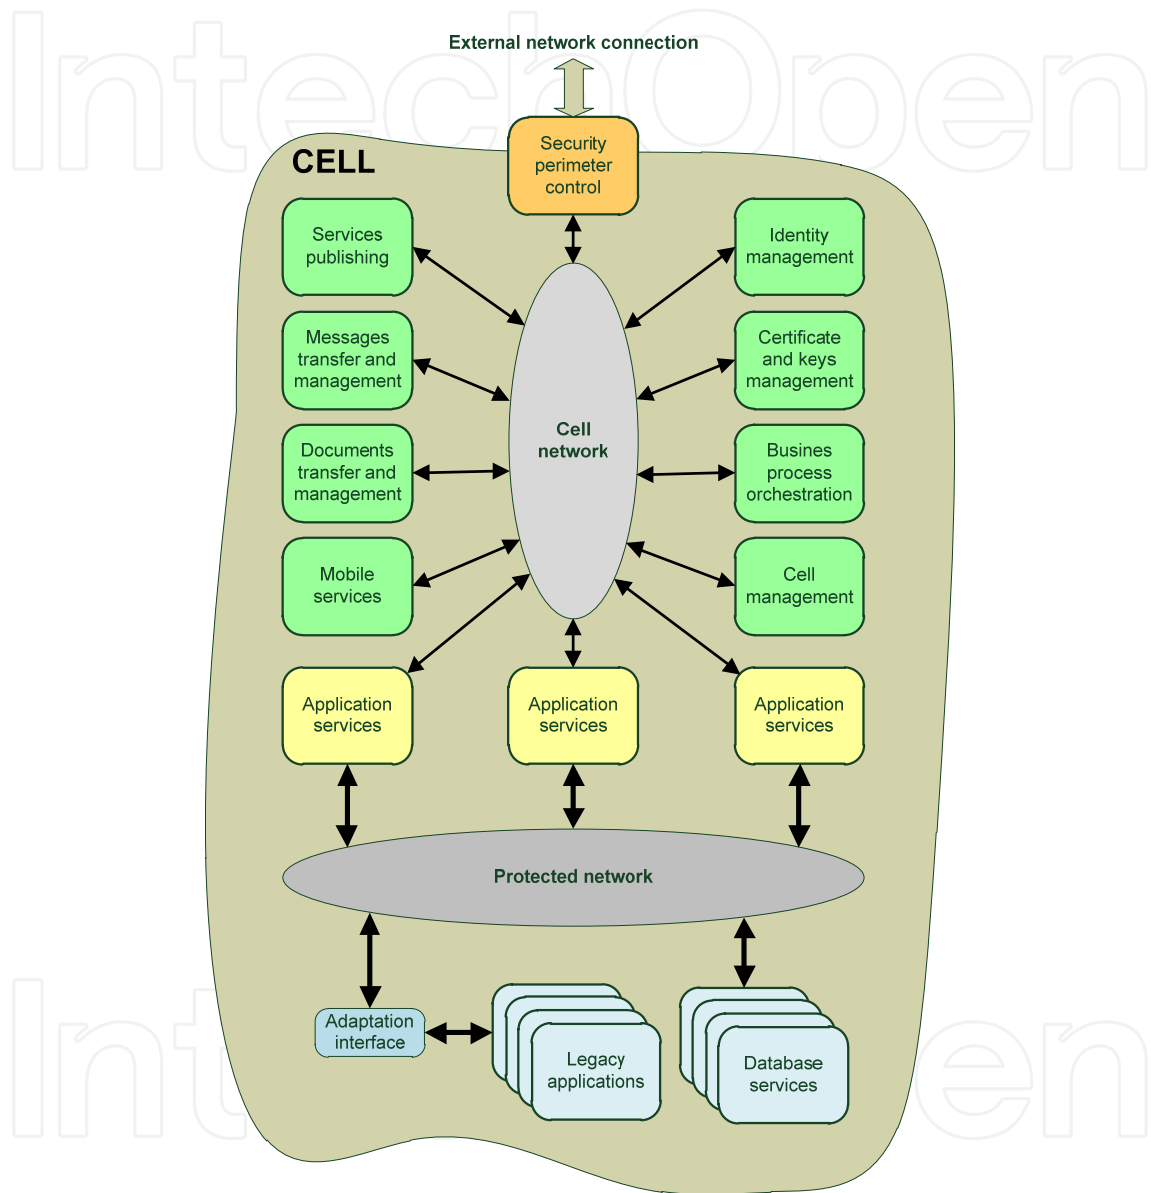 IntechOpen
External network connection
CELL
Security
perimeter
control
Services
publishing
Identity
management
Messages
transfer and
management
Certificate
and keys
management
Cell
network
Documents
transfer and
management
Busines
process
orchestration
Mobile
services
Cell
management
Application
services
Application
services
Application
services
Protected network
Adaptation
interface
Legacy
applications
Database
services
IntechOpen